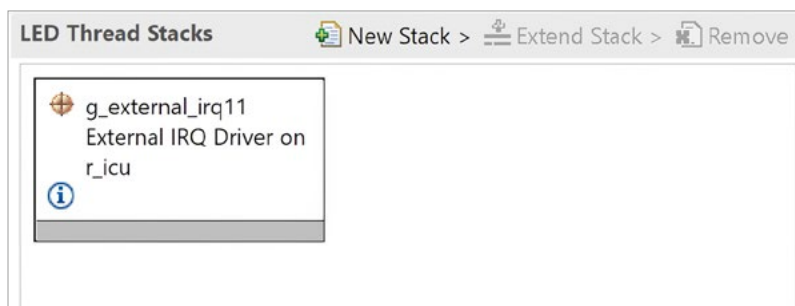 LED Thread Stacks New Stack > Extend Stack > Remove
g_external_irq11
External IRQ Driver on
r_icu